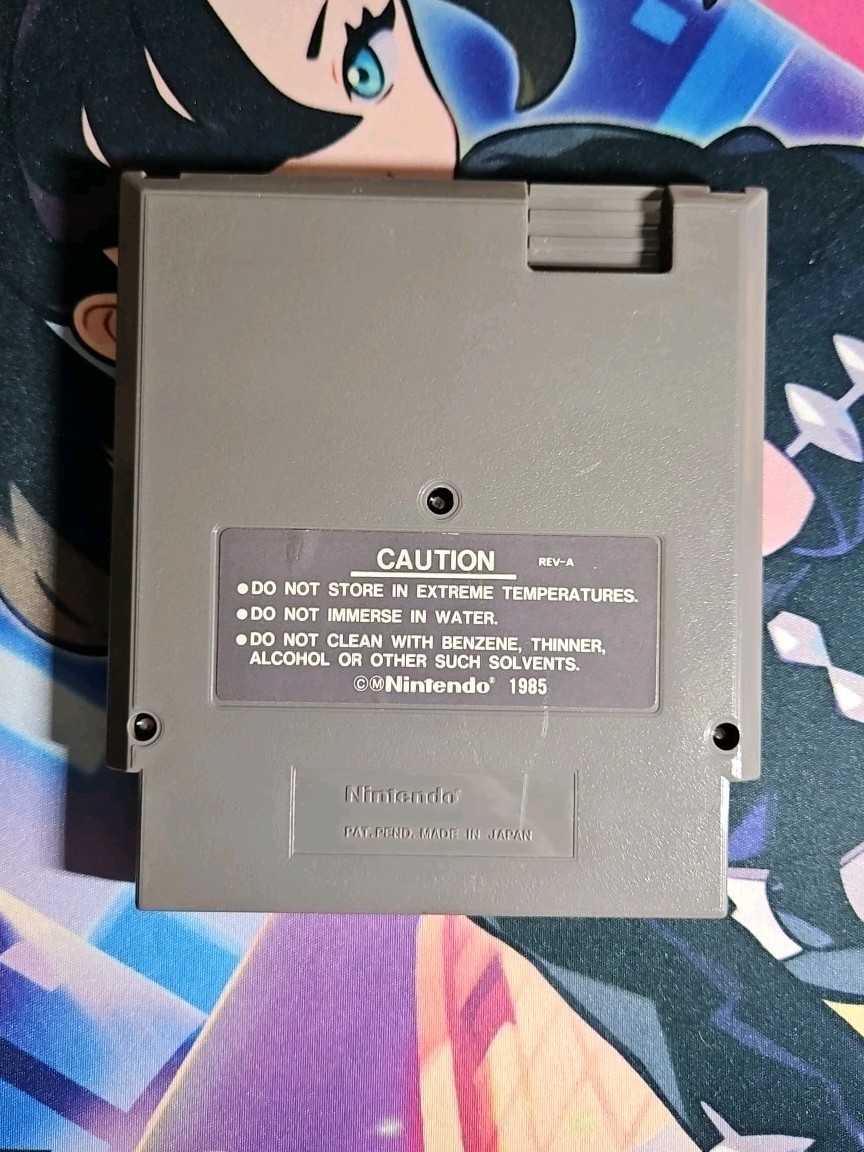 CAUTION REV-A
●DO NOT STORE IN EXTREME TEMPERATURES.
●DO NOT IMMERSE IN WATER.
●DO NOT CLEAN WITH BENZENE, THINNER,
ALCOHOL OR OTHER SUCH SOLVENTS.
©ⓂNintendo® 1985
Nintendo®
PAT. PEND. MADE IN JAPAN